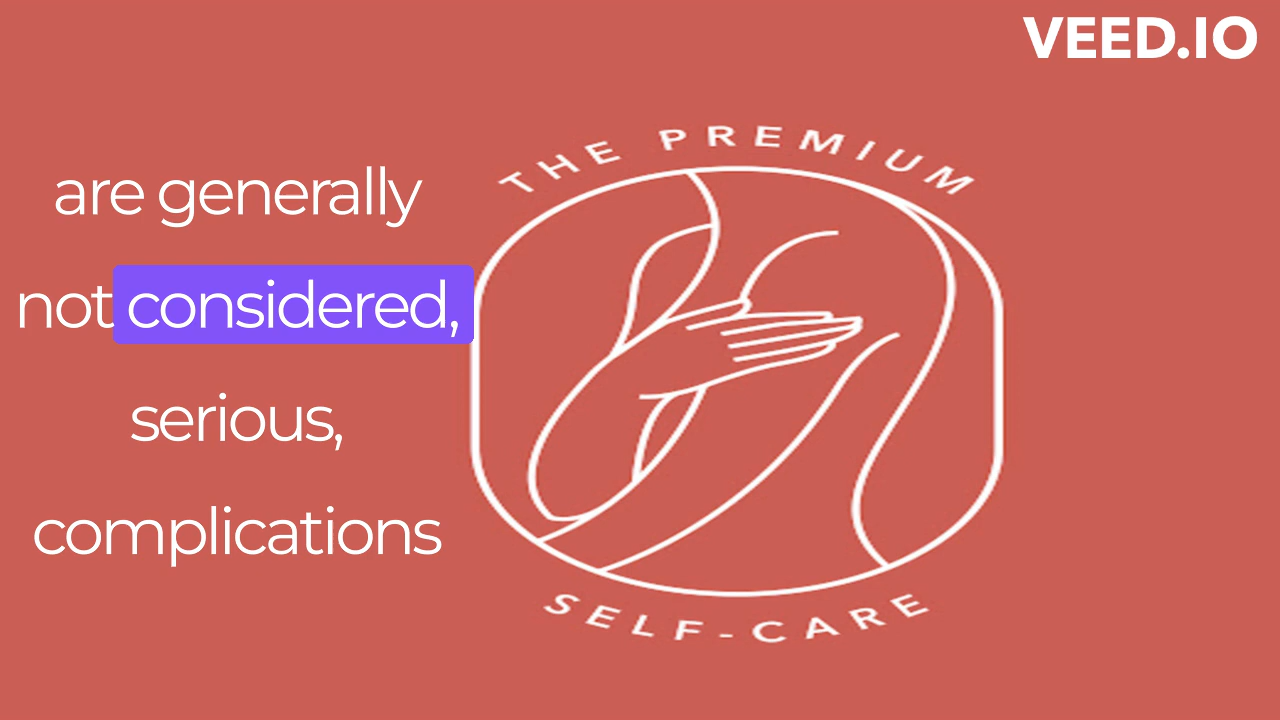 VEED.IO
THE PREMIUM
are generally
not considered,
serious,
complications
SELF-CARE